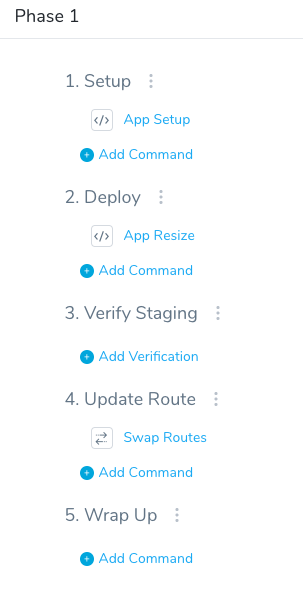 Phase 1
1. Setup
App Setup
Add Command
2. Deploy
App Resize
Add Command
3. Verify Staging
Add Verification
4. Update Route
Swap Routes
Add Command
5. Wrap Up
Add Command